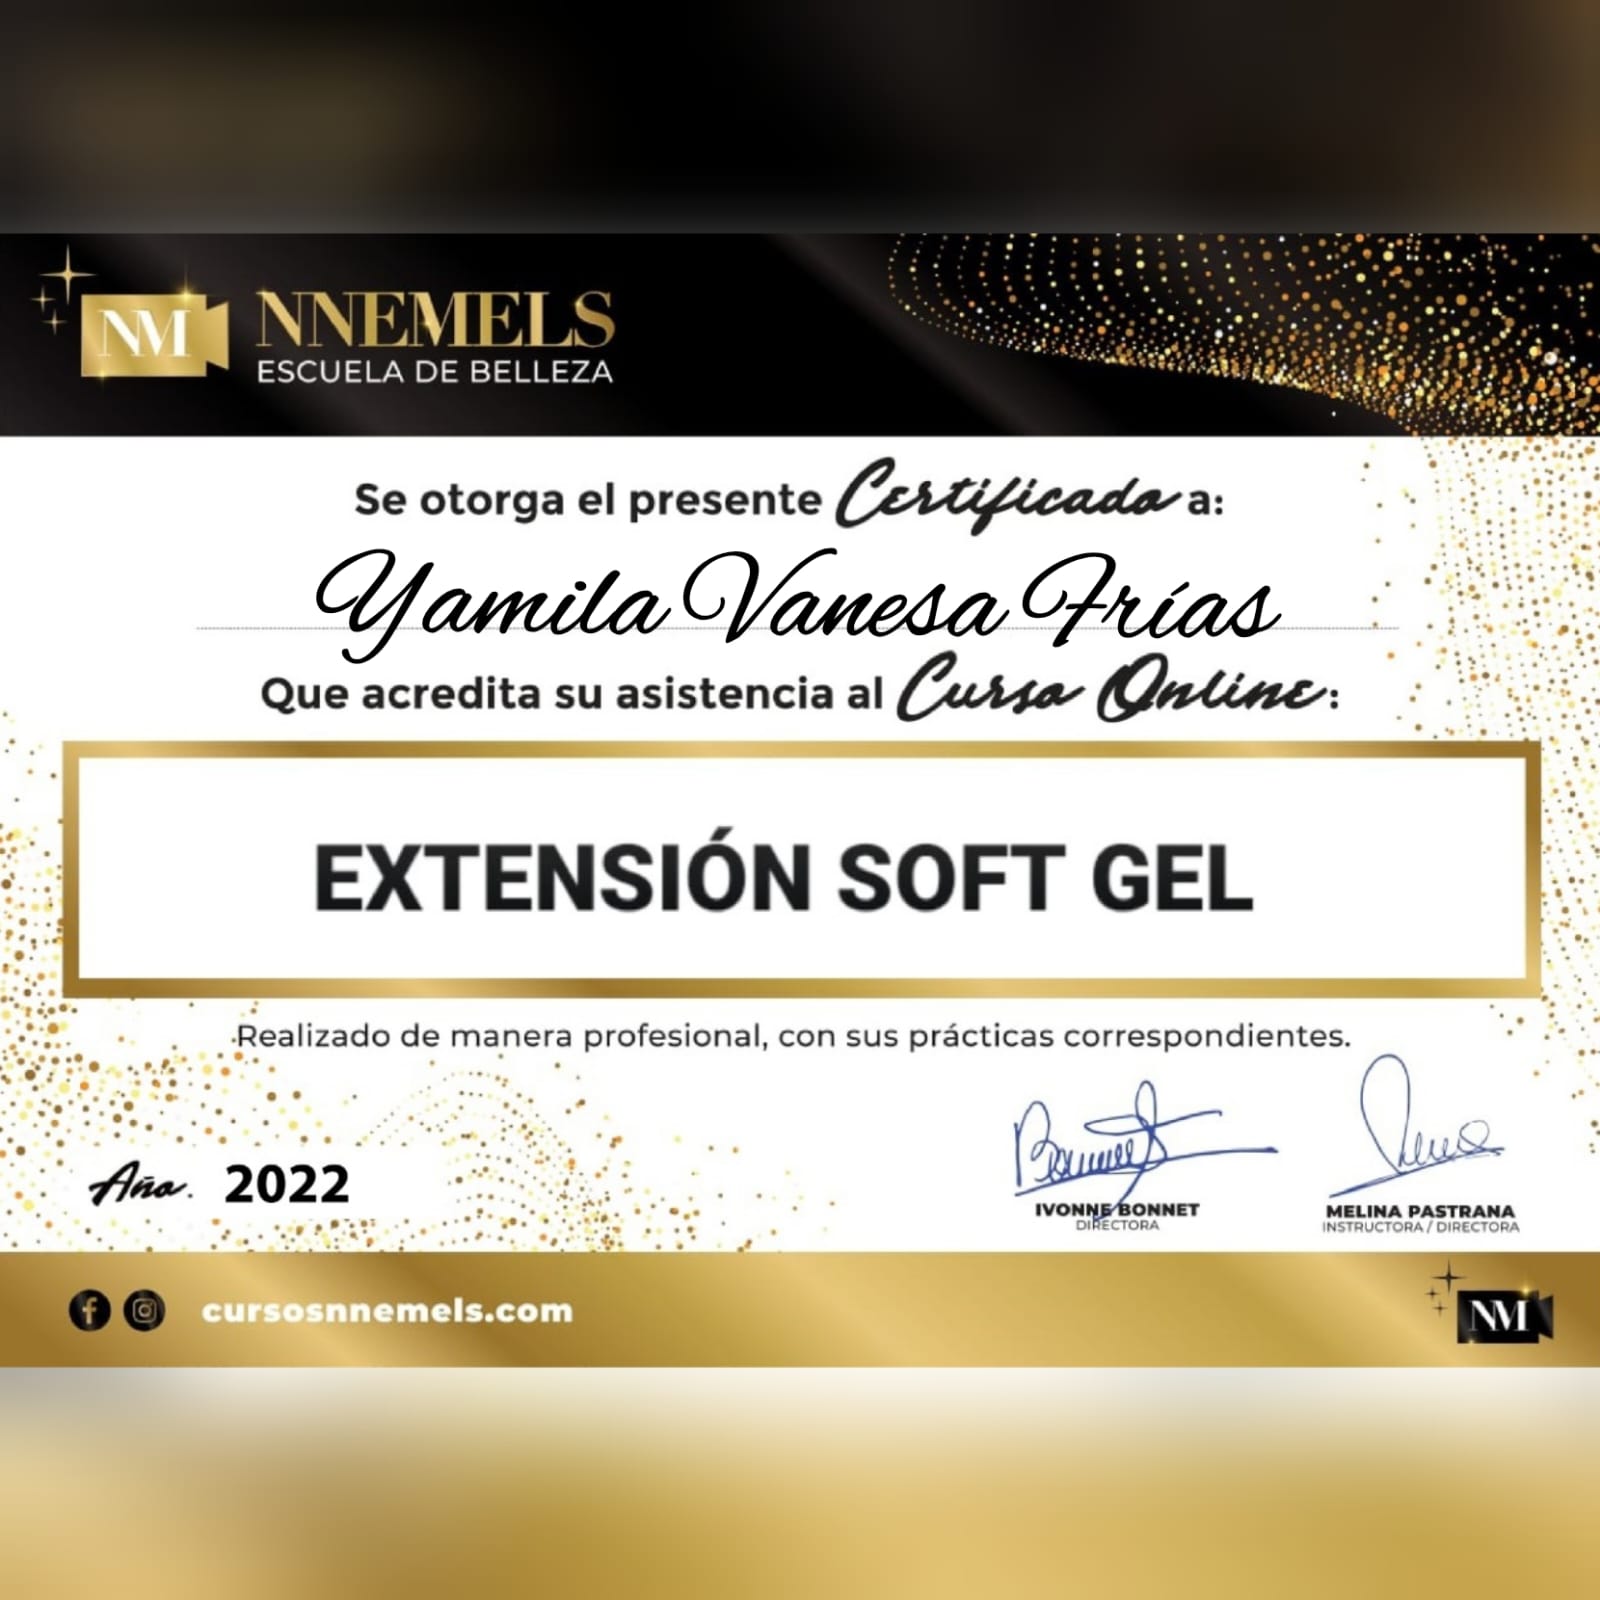 NM
NNEMELS
ESCUELA DE BELLEZA
Se otorga el presente Certificado a:
Yamila Vanesa Frías
Que acredita su asistencia al Curso Online:
EXTENSIÓN SOFT GEL
Realizado de manera profesional, con sus prácticas correspondientes.
Año. 2022
IVONNE BONNET
DIRECTORA
MELINA PASTRANA
INSTRUCTORA / DIRECTORA
cursosnnemels.com
NM